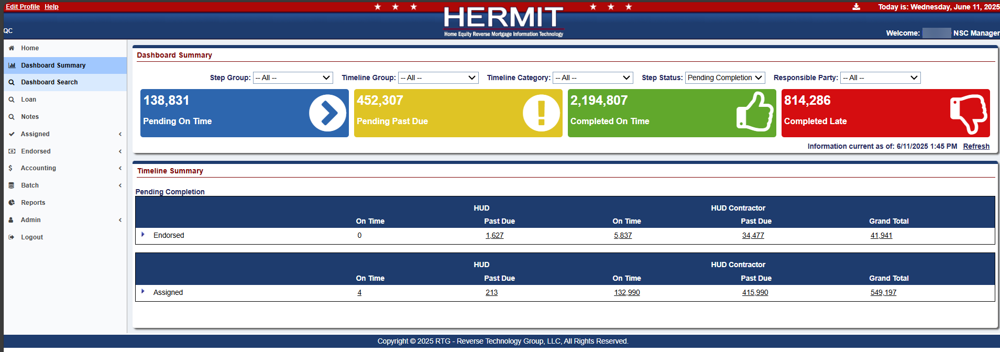 Edit Profile Help
Today is: Wednesday, June 11, 2025
HERMIT
Home Equity Reverse Mortgage Information Technology
QC
Welcome: NSC Manager
Home
Dashboard Summary
Dashboard Search
Loan
Notes
Assigned
Endorsed
Accounting
Batch
Reports
Admin
Logout
Dashboard Summary
Step Group: -- All -- Timeline Group: -- All -- Timeline Category: -- All -- Step Status: Pending Completion Responsible Party: -- All --
138,831
Pending On Time
452,307
Pending Past Due
2,194,807
Completed On Time
814,286
Completed Late
Information current as of: 6/11/2025 1:45 PM Refresh
Timeline Summary
Pending Completion
HUD HUD Contractor
On Time Past Due On Time Past Due Grand Total
Endorsed 0 1,627 5,837 34,477 41,941
HUD HUD Contractor
On Time Past Due On Time Past Due Grand Total
Assigned 4 213 132,990 415,990 549,197
Copyright © 2025 RTG - Reverse Technology Group, LLC, All Rights Reserved.